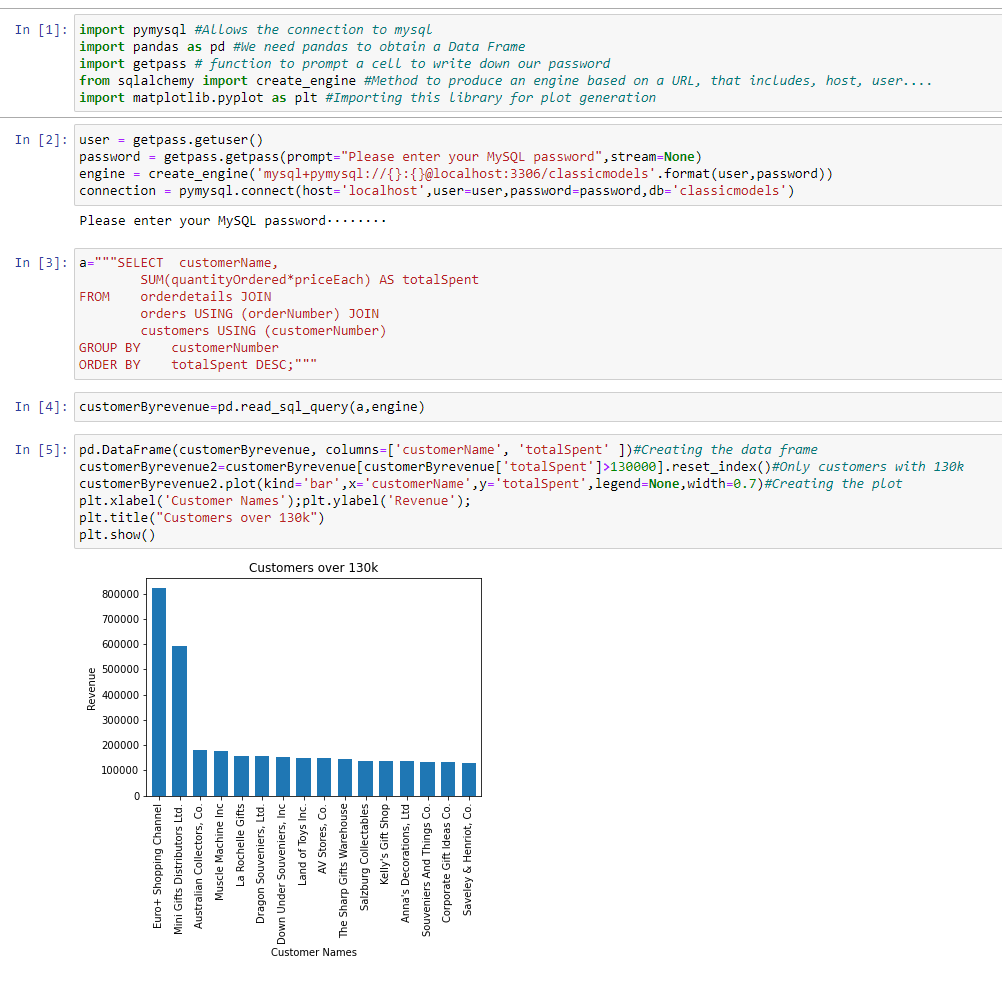 In [1]: import pymysql #Allows the connection to mysql
import pandas as pd #We need pandas to obtain a Data Frame
import getpass # function to prompt a cell to write down our password
from sqlalchemy import create_engine #Method to produce an engine based on a URL, that includes, host, user....
import matplotlib.pyplot as plt #Importing this library for plot generation
In [2]: user = getpass.getuser()
password = getpass.getpass(prompt="Please enter your MySQL password",stream=None)
engine = create_engine('mysql+pymysql://{}:{}@localhost:3306/classicmodels'.format(user,password))
connection = pymysql.connect(host='localhost',user=user,password=password,db='classicmodels')
Please enter your MySQL password········
In [3]: a="""SELECT  customerName,
        SUM(quantityOrdered*priceEach) AS totalSpent
FROM    orderdetails JOIN
        orders USING (orderNumber) JOIN
        customers USING (customerNumber)
GROUP BY    customerNumber
ORDER BY    totalSpent DESC;"""
In [4]: customerByrevenue=pd.read_sql_query(a,engine)
In [5]: pd.DataFrame(customerByrevenue, columns=['customerName', 'totalSpent' ])#Creating the data frame
customerByrevenue2=customerByrevenue[customerByrevenue['totalSpent']>130000].reset_index()#Only customers with 130k
customerByrevenue2.plot(kind='bar',x='customerName',y='totalSpent',legend=None,width=0.7)#Creating the plot
plt.xlabel('Customer Names');plt.ylabel('Revenue');
plt.title("Customers over 130k")
plt.show()
Customers over 130k
800000
700000
600000
500000
400000
300000
200000
100000
0
Revenue
Euro+ Shopping Channel
Mini Gifts Distributors Ltd.
Australian Collectors, Co.
Muscle Machine Inc
La Rochelle Gifts
Dragon Souveniers, Ltd.
Down Under Souveniers, Inc
Land of Toys Inc.
AV Stores, Co.
The Sharp Gifts Warehouse
Salzburg Collectables
Kelly's Gift Shop
Anna's Decorations, Ltd
Souveniers And Things Co.
Corporate Gift Ideas Co.
Saveley & Henriot, Co.
Customer Names